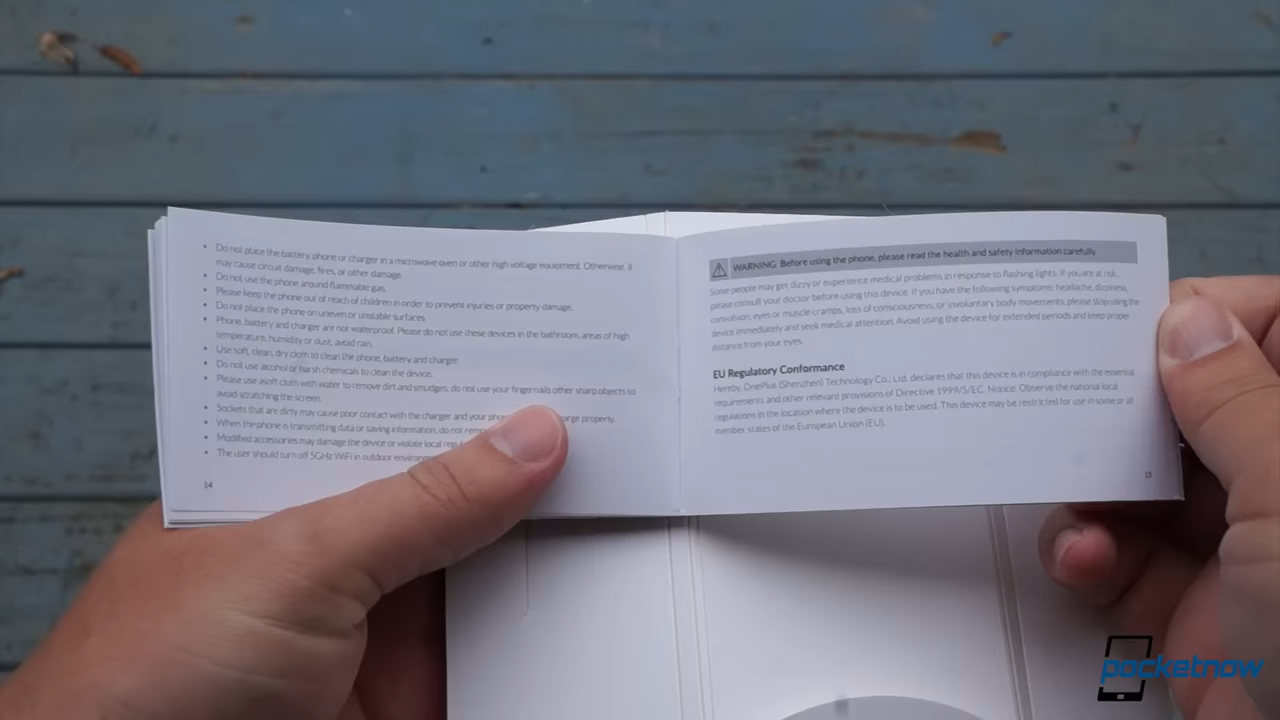 • Do not place the battery, phone or charger in a microwave oven or other high voltage equipment. Otherwise, it
may cause circuit damage, fires, or other damage.
• Do not use the phone around flammable gas.
• Please keep the phone out of reach of children in order to prevent injuries or property damage.
• Do not place the phone on uneven or unstable surfaces.
• Phone, battery and charger are not waterproof. Please do not use these devices in the bathroom, areas of high
temperature, humidity or dust, avoid rain.
• Use soft, clean, dry cloth to clean the phone, battery and charger.
• Do not use alcohol or harsh chemicals to clean the device.
• Please use asoft cloth with water to remove dirt and smudges, do not use your fingernails other sharp objects to
avoid scratching the screen.
• Sockets that are dirty may cause poor contact with the charger and your
• When the phone is transmitting data or saving information, do not
• Modified accessories may damage the device or violate local
• The user should turn off 5GHz WiFi in outdoor
14
WARNING: Before using the phone, please read the health and safety information carefully.
Some people may get dizzy or experience medical problems in response to flashing lights. If you are at risk,
please consult your doctor before using this device. If you have the following symptoms: headache, dizziness,
convulsion, eyes or muscle cramps, loss of consciousness, or involuntary body movements, please stop using the
device immediately and seek medical attention. Avoid using the device for extended periods and keep proper
distance from your eyes.
EU Regulatory Conformance
Hereby, OnePlus (Shenzhen) Technology Co., Ltd. declares that this device is in compliance with the essential
requirements and other relevant provisions of Directive 1999/5/EC. Notice: Observe the national local
regulations in the location where the device is to be used. This device may be restricted for use in some or all
member states of the European Union (EU).
15
pocketnow